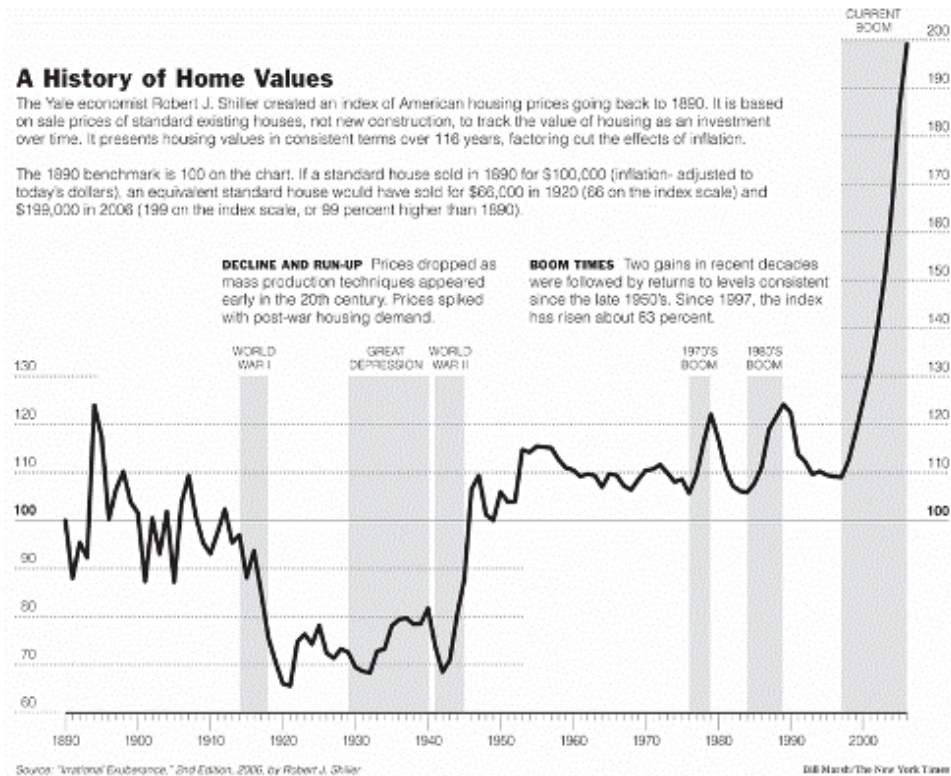 CURRENT
BOOM
A History of Home Values
The Yale economist Robert J. Shiller created an index of American housing prices going back to 1890. It is based
on sale prices of standard existing houses, not new construction, to track the value of housing as an investment
over time. It presents housing values in consistent terms over 116 years, factoring out the effects of inflation.
The 1890 benchmark is 100 on the chart. If a standard house sold in 1890 for $100,000 (inflation- adjusted to
today's dollars), an equivalent standard house would have sold for $66,000 in 1920 (66 on the index scale) and
$199,000 in 2006 (199 on the index scale, or 99 percent higher than 1890).
DECLINE AND RUN-UP Prices dropped as
mass production techniques appeared
early in the 20th century. Prices spiked
with post-war housing demand.
BOOM TIMES Two gains in recent decades
were followed by returns to levels consistent
since the late 1950's. Since 1997, the index
has risen about 83 percent.
WORLD
WAR I
GREAT
DEPRESSION
WORLD
WAR II
1970'S
BOOM
1980'S
BOOM
200
190
180
170
160
150
140
130
120
110
100
130
120
110
100
90
80
70
60
1890 1900 1910 1920 1930 1940 1950 1960 1970 1980 1990 2000
Source: "Irrational Exuberance," 2nd Edition, 2006, by Robert J. Shiller
Bill Marsh/The New York Times